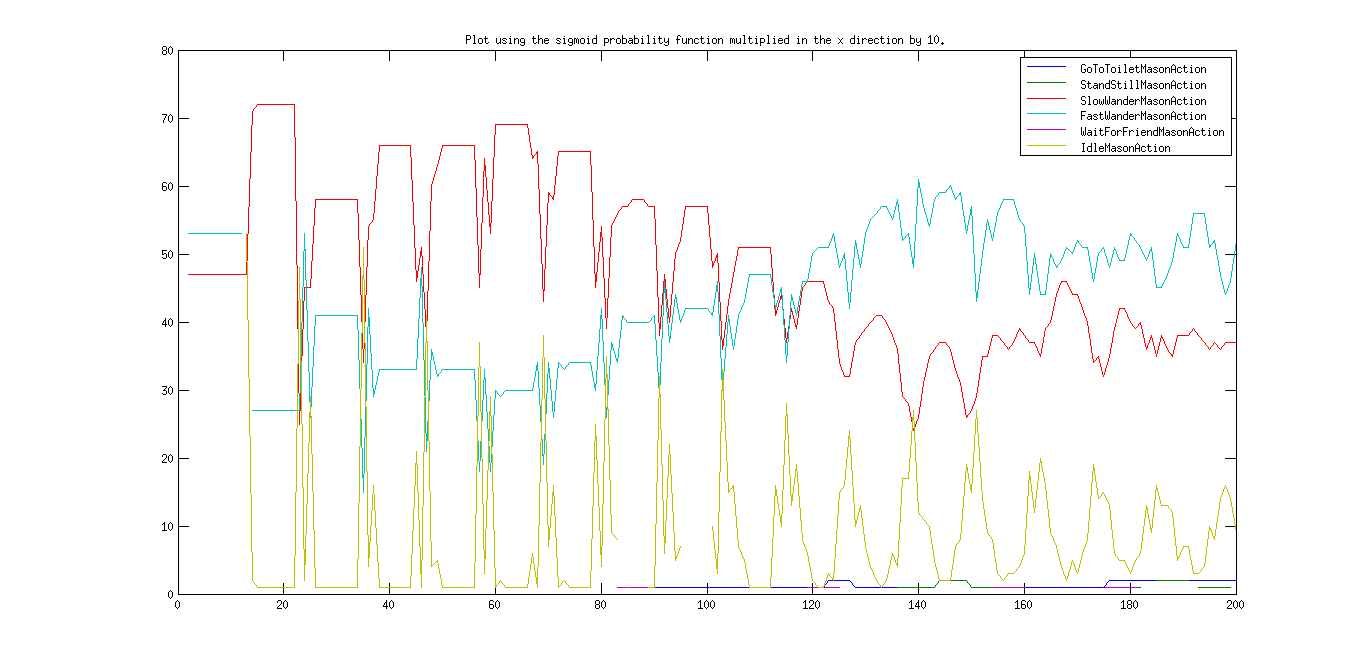 Plot using the sigmoid probability function multiplied in the x direction by 10.
80
70
60
50
40
30
20
10
0
GoToToiletMasonAction
StandStillMasonAction
SlowWanderMasonAction
FastWanderMasonAction
WaitForFriendMasonAction
IdleMasonAction
0 20 40 60 80 100 120 140 160 180 200